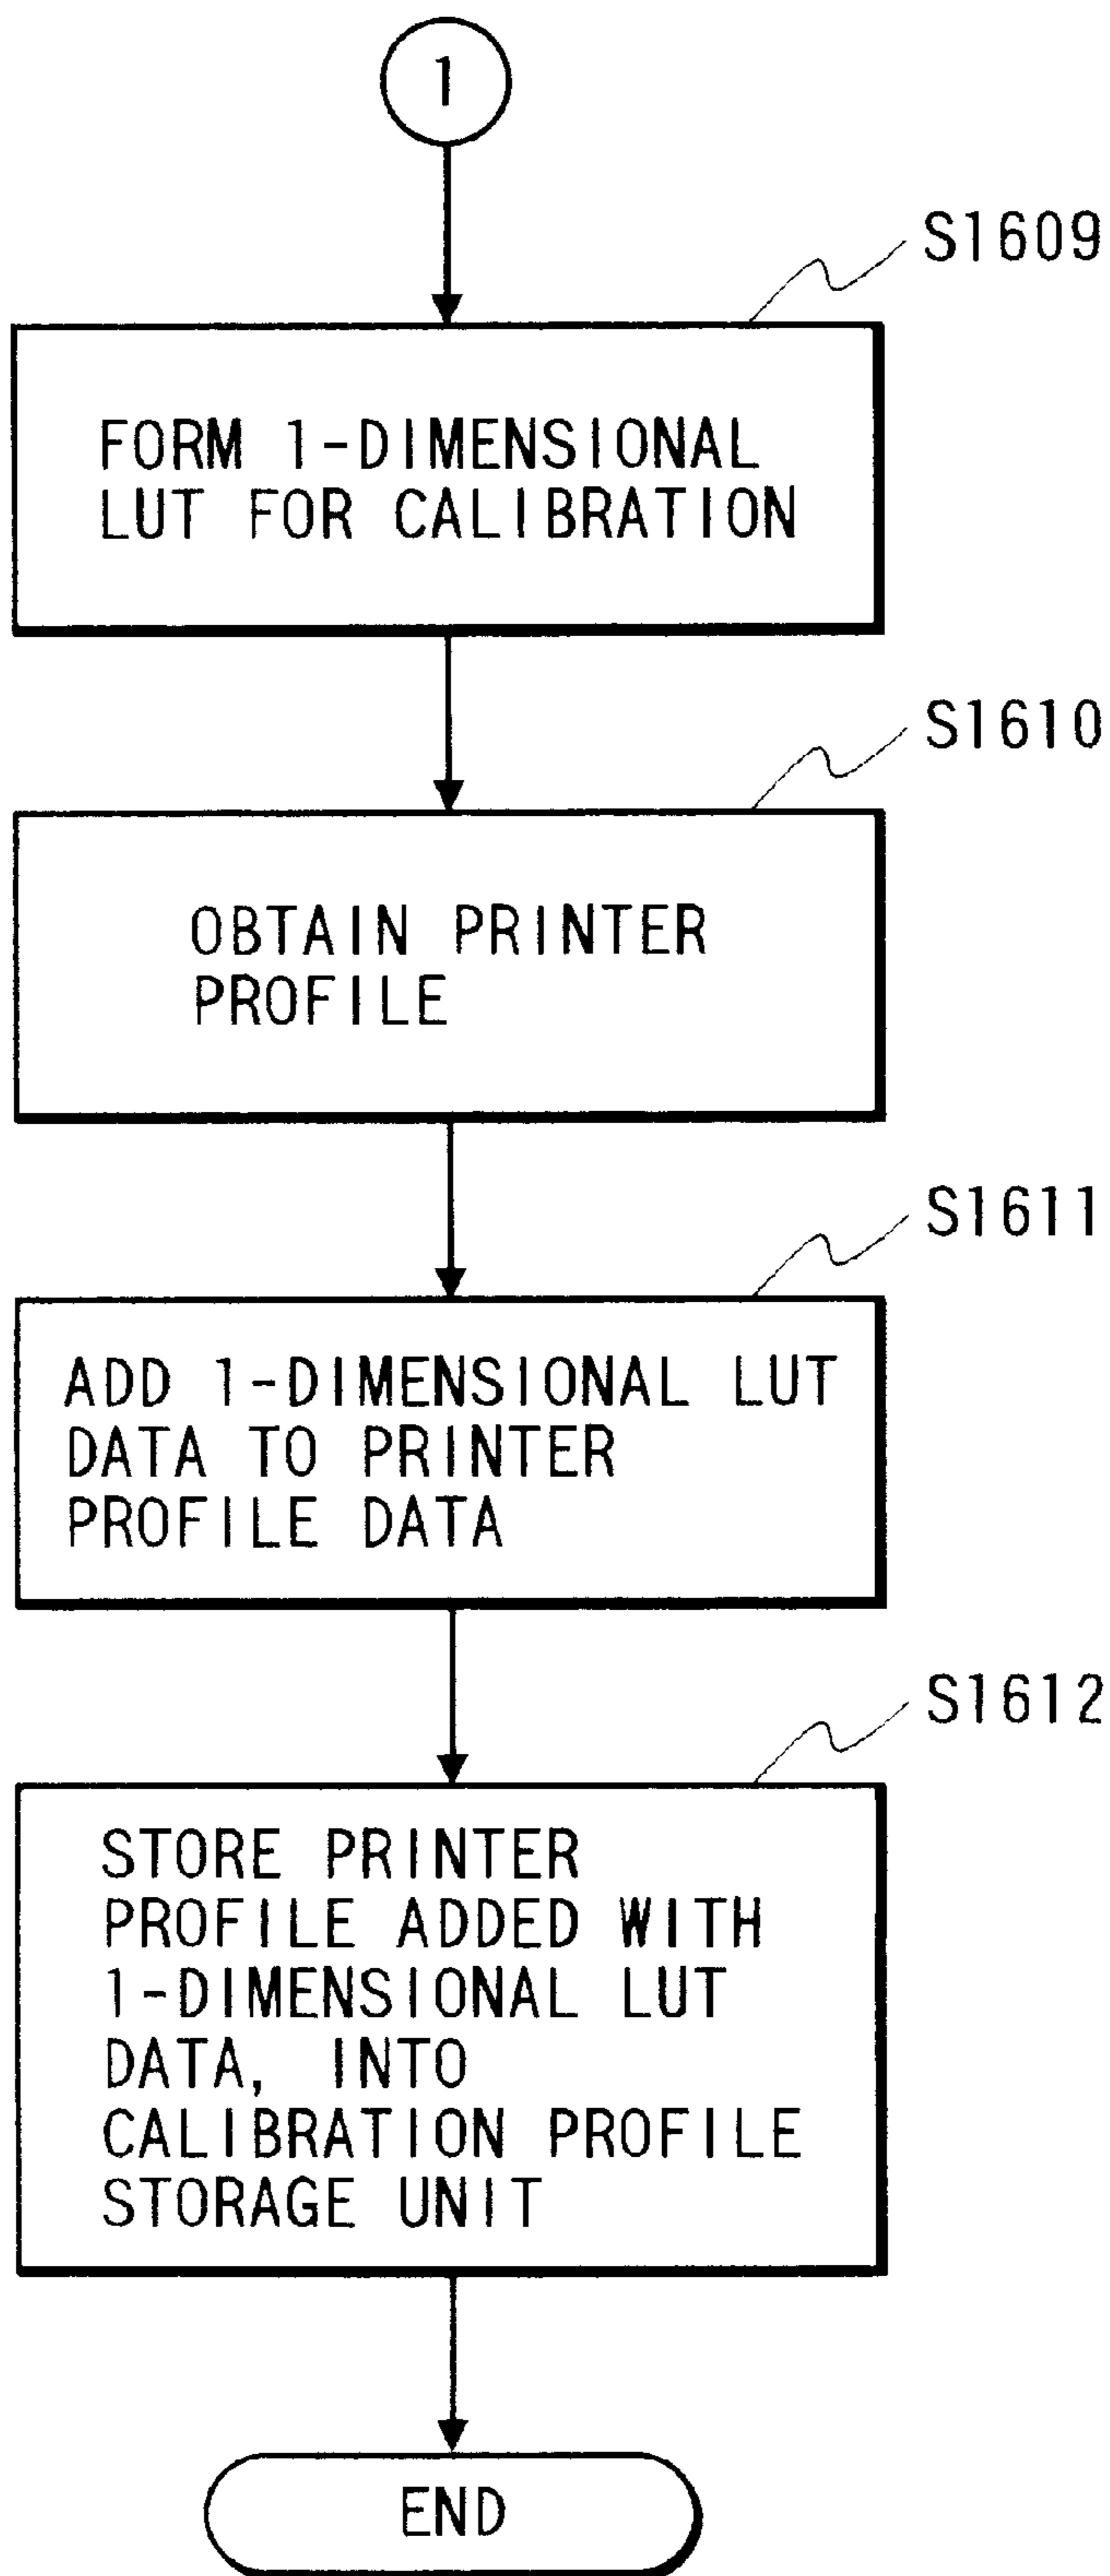 1
S1609
FORM 1-DIMENSIONAL
LUT FOR CALIBRATION
S1610
OBTAIN PRINTER
PROFILE
S1611
ADD 1-DIMENSIONAL LUT
DATA TO PRINTER
PROFILE DATA
S1612
STORE PRINTER
PROFILE ADDED WITH
1-DIMENSIONAL LUT
DATA, INTO
CALIBRATION PROFILE
STORAGE UNIT
END